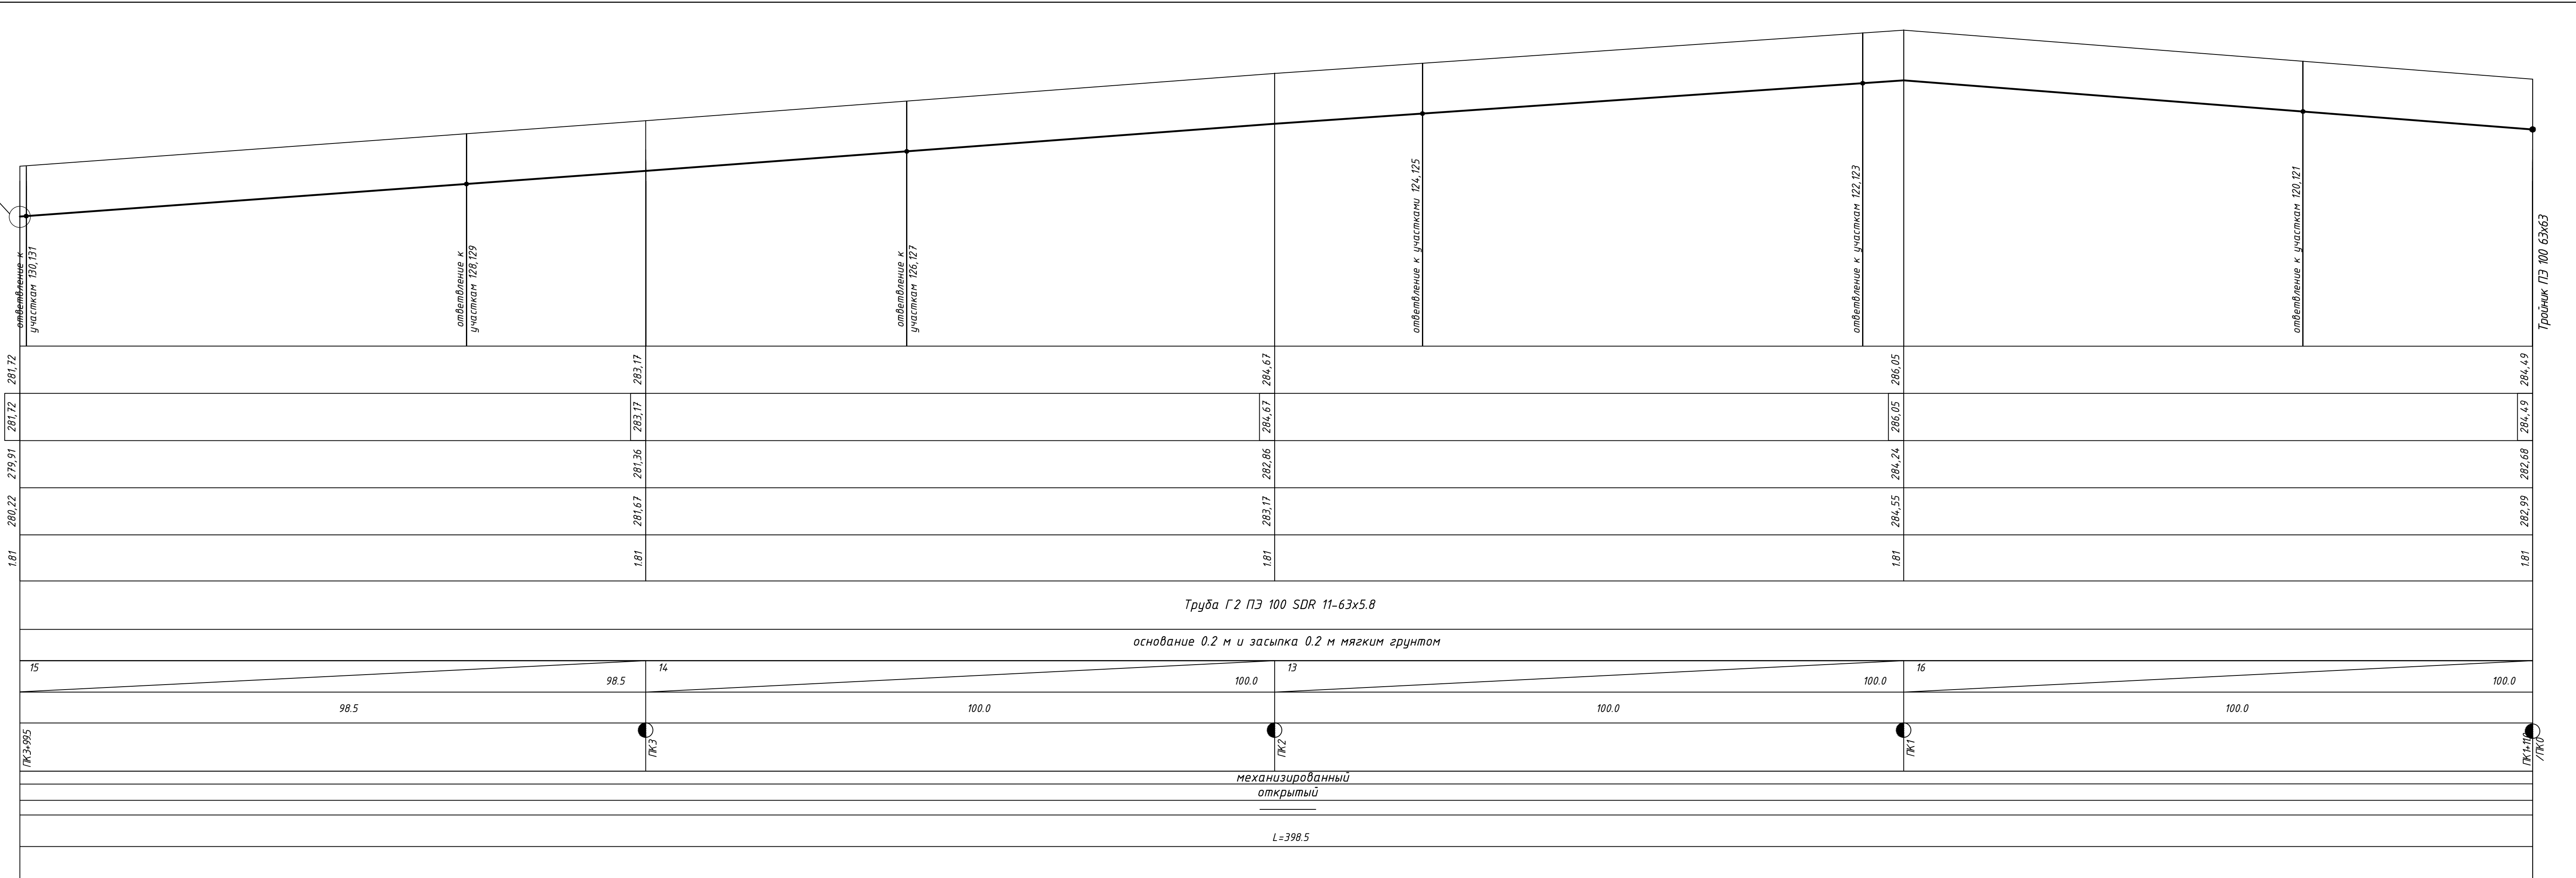 ответвление к
участкам 130,131
ответвление к
участкам 128,129
ответвление к
участкам 126,127
ответвление к участками 124,125
ответвление к участкам 122,123
ответвление к участкам 120,121
Тройник ПЭ 100 63х63
281,72 283,17 284,67 286,05 284,49
281,72 283,17 284,67 286,05 284,49
279,91 281,36 282,86 284,24 282,68
280,22 281,67 283,17 284,55 282,99
1.81 1.81 1.81 1.81 1.81
Труба Г2 ПЭ 100 SDR 11-63х5.8
основание 0.2 м и засыпка 0.2 м мягким грунтом
15 14 13 16
98.5 100.0 100.0 100.0
98.5 100.0 100.0 100.0
ПК3+99.5 ПК3 ПК2 ПК1
/ПК0
механизированный
открытый
L=398.5